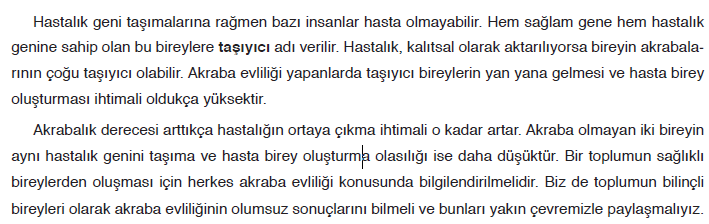 Hastalık geni taşımalarına rağmen bazı insanlar hasta olmayabilir. Hem sağlam gene hem hastalık
genine sahip olan bu bireylere taşıyıcı adı verilir. Hastalık, kalıtsal olarak aktarılıyorsa bireyin akrabala-
rının çoğu taşıyıcı olabilir. Akraba evliliği yapanlarda taşıyıcı bireylerin yan yana gelmesi ve hasta birey
oluşturması ihtimali oldukça yüksektir.
Akrabalık derecesi arttıkça hastalığın ortaya çıkma ihtimali o kadar artar. Akraba olmayan iki bireyin
aynı hastalık genini taşıma ve hasta birey oluşturma olasılığı ise daha düşüktür. Bir toplumun sağlıklı
bireylerden oluşması için herkes akraba evliliği konusunda bilgilendirilmelidir. Biz de toplumun bilinçli
bireyleri olarak akraba evliliğinin olumsuz sonuçlarını bilmeli ve bunları yakın çevremizle paylaşmalıyız.